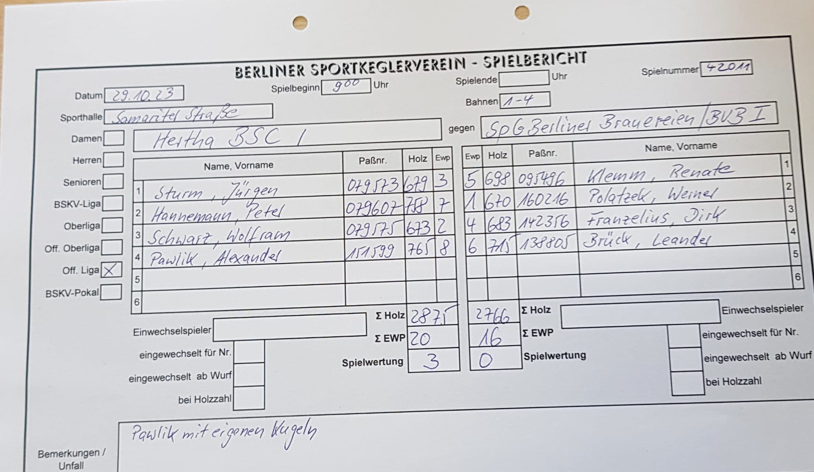 BERLINER SPORTKEGLERVEREIN - SPIELBERICHT
Datum 29.10.23 Spielbeginn 9⁰⁰ Uhr Spielende Uhr Spielnummer 42011
Sporthalle Samariter Straße Bahnen 1-4
Damen Hertha BSC I gegen SpG Berliner Brauereien/BVB I
Herren
Senioren
BSKV-Liga
Oberliga
Off. Oberliga
Off. Liga X
BSKV-Pokal
Name, Vorname Paßnr. Holz Ewp Ewp Holz Paßnr. Name, Vorname
1 Sturm, Jürgen 079573 679 3 5 698 095496 Klemm, Renate 1
2 Hannemann, Peter 079607 758 7 1 670 160216 Polatzek, Werner 2
3 Schwarz, Wolfram 079575 673 2 4 683 142356 Franzelius, Dirk 3
4 Pawlik, Alexander 151599 765 8 6 715 138805 Brück, Leander 4
5 5
6 6
Σ Holz 2875 2766 Σ Holz
Einwechselspieler Σ EWP 20 16 Σ EWP Einwechselspieler
eingewechselt für Nr. Spielwertung 3 0 Spielwertung eingewechselt für Nr.
eingewechselt ab Wurf eingewechselt ab Wurf
bei Holzzahl bei Holzzahl
Pawlik mit eigenen Kugeln
Bemerkungen /
Unfall